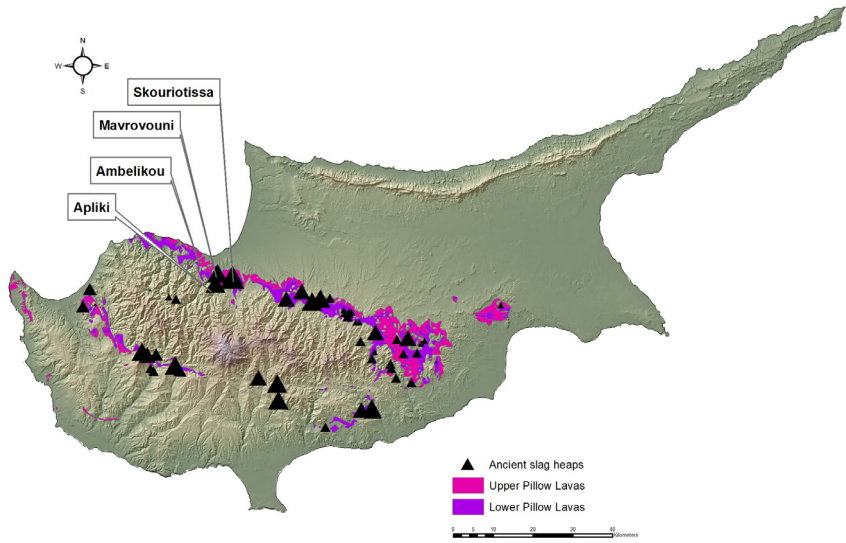 N
W E
S
Skouriotissa
Mavrovouni
Ambelikou
Apliki
Ancient slag heaps
Upper Pillow Lavas
Lower Pillow Lavas
0 5 10 20 30 40
Kilometers